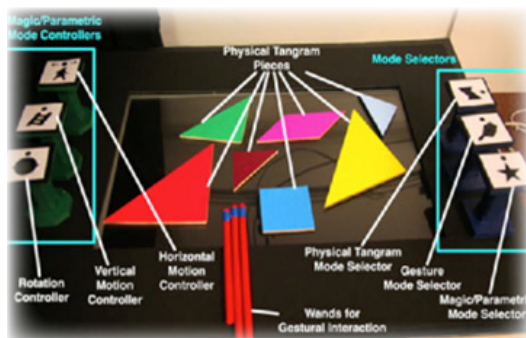 Magic/Parametric
Mode Controllers
Physical Tangram
Pieces
Mode Selectors
Rotation
Controller
Vertical
Motion
Controller
Horizontal
Motion
Controller
Wands for
Gestural Interaction
Physical Tangram
Mode Selector
Gesture
Mode Selector
Magic/Parametric
Mode Selector